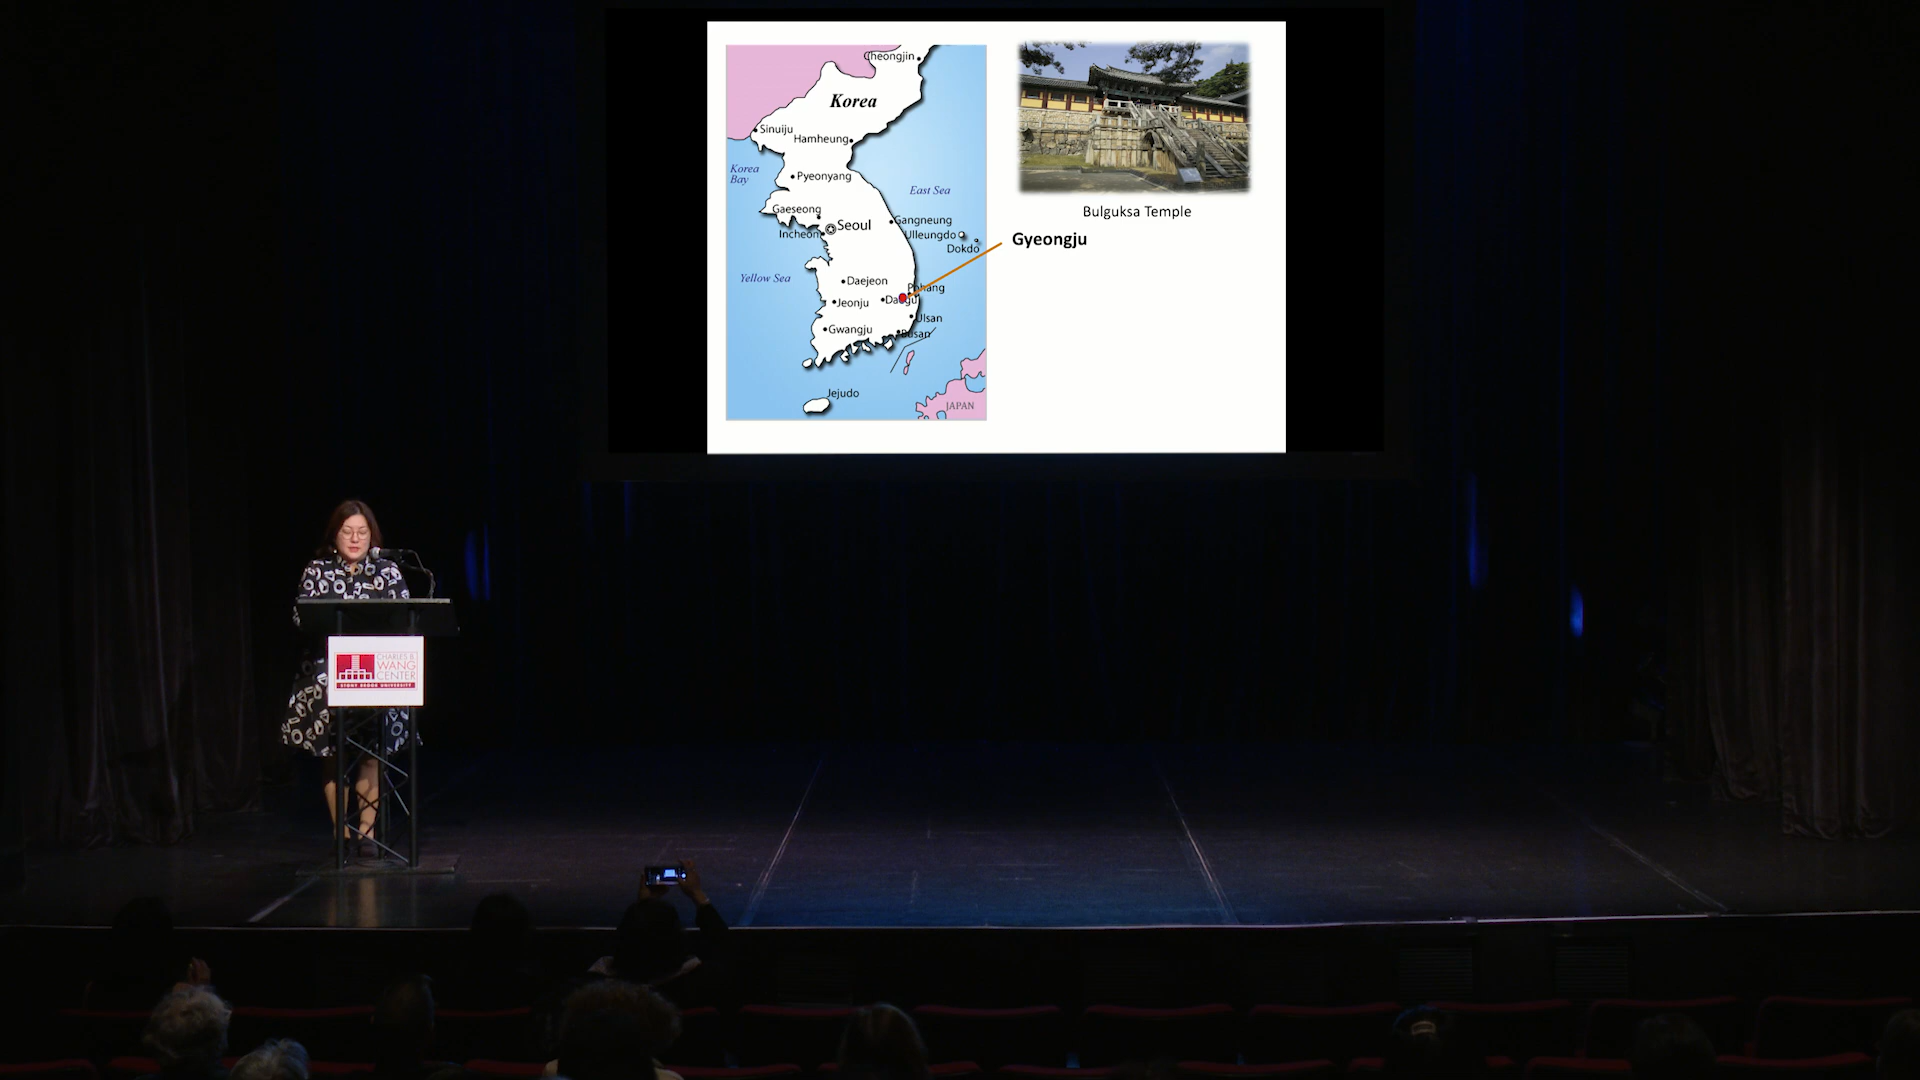 Cheongjin
Korea
Sinuiju
Hamheung
Korea
Bay
Pyeonyang
East Sea
Gaeseong
Seoul
Gangneung
Incheon
Ulleungdo
Dokdo
Yellow Sea
Daejeon
Pohang
Jeonju
Daegu
Ulsan
Gwangju
Busan
Jejudo
JAPAN
Bulguksa Temple
Gyeongju
CHARLES B.
WANG
CENTER
STONY BROOK UNIVERSITY